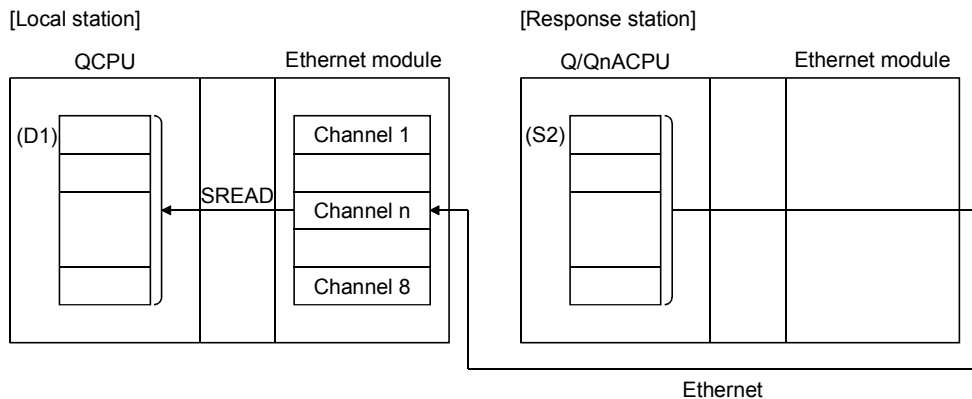 [Local station]
[Response station]
QCPU
Ethernet module
Q/QnACPU
Ethernet module
(D1)
Channel 1
(S2)
SREAD
Channel n
Channel 8
Ethernet